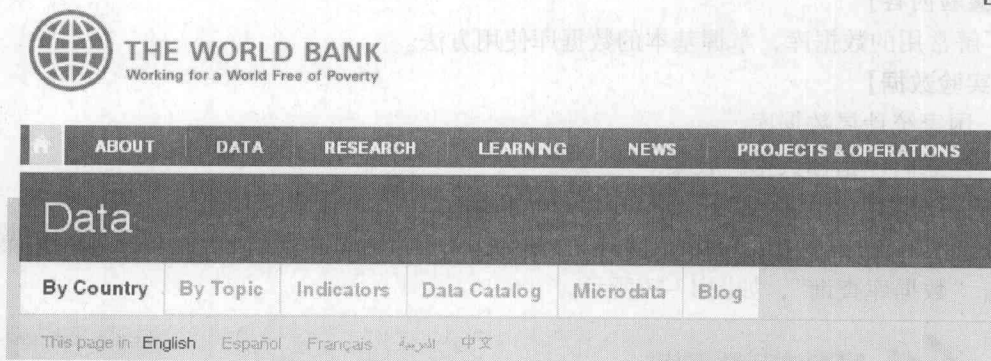 THE WORLD BANK
Working for a World Free of Poverty
ABOUT DATA RESEARCH LEARNING NEWS PROJECTS & OPERATIONS
Data
By Country By Topic Indicators Data Catalog Microdata Blog
This page in English Español Français العربية 中文